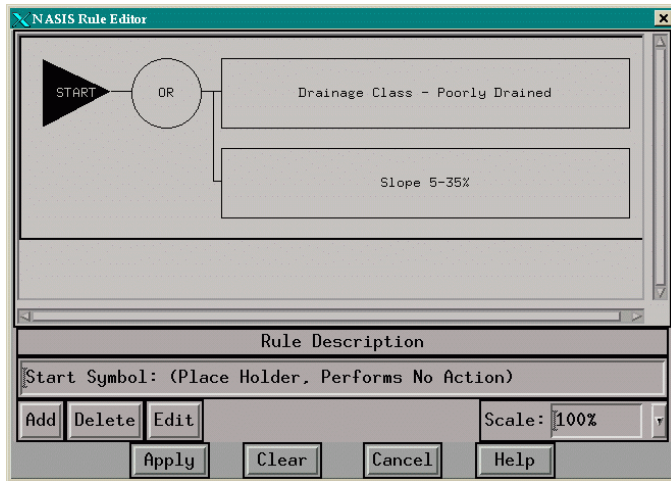 NASIS Rule Editor
START
OR
Drainage Class - Poorly Drained
Slope 5-35%
Rule Description
Start Symbol: (Place Holder, Performs No Action)
Add Delete Edit Scale: 100%
Apply Clear Cancel Help